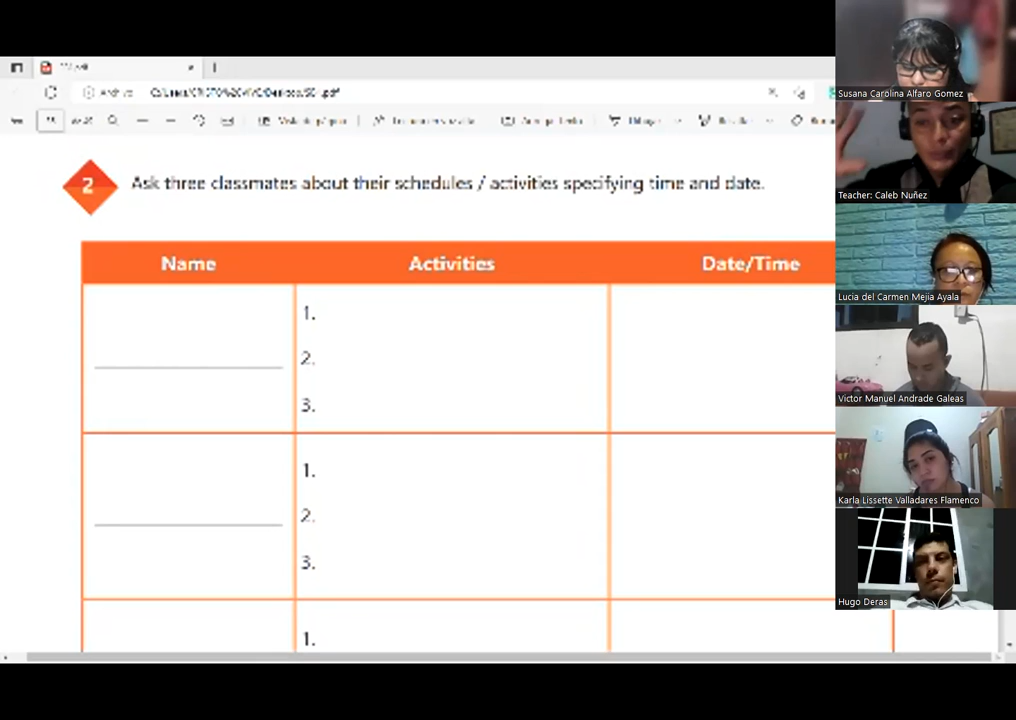 Archivo
2
Ask three classmates about their schedules / activities specifying time and date.
Name Activities Date/Time
1.
2.
3.
1.
2.
3.
1.
Susana Carolina Alfaro Gomez
Teacher: Caleb Nuñez
Lucia del Carmen Mejia Ayala
Victor Manuel Andrade Galeas
Karla Lissette Valladares Flamenco
Hugo Deras